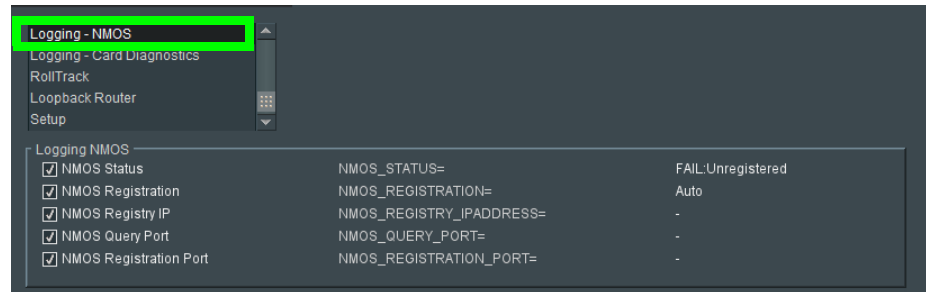 Logging - NMOS
Logging - Card Diagnostics
RollTrack
Loopback Router
Setup
Logging NMOS
NMOS Status NMOS_STATUS= FAIL:Unregistered
NMOS Registration NMOS_REGISTRATION= Auto
NMOS Registry IP NMOS_REGISTRY_IPADDRESS= -
NMOS Query Port NMOS_QUERY_PORT= -
NMOS Registration Port NMOS_REGISTRATION_PORT= -